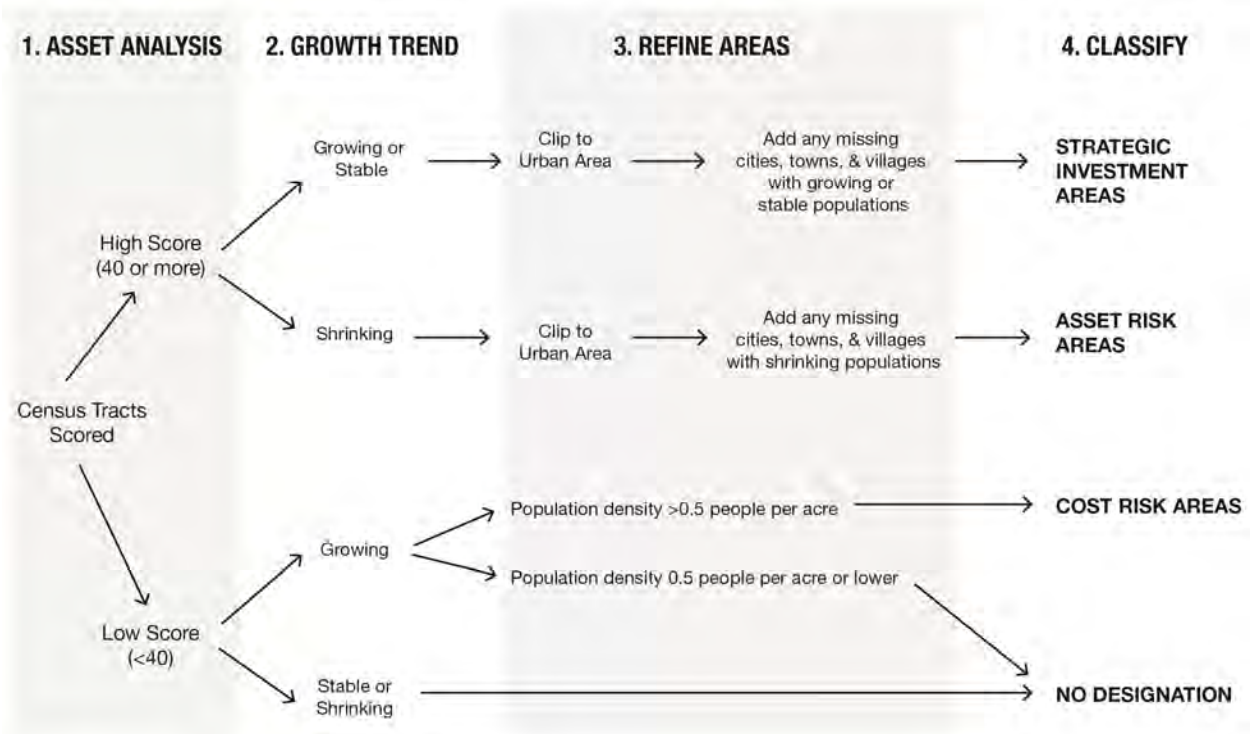 1. ASSET ANALYSIS
2. GROWTH TREND
3. REFINE AREAS
4. CLASSIFY
Growing or
Stable
Clip to
Urban Area
Add any missing
cities, towns, & villages
with growing or
stable populations
STRATEGIC
INVESTMENT
AREAS
High Score
(40 or more)
Shrinking
Clip to
Urban Area
Add any missing
cities, towns, & villages
with shrinking populations
ASSET RISK
AREAS
Census Tracts
Scored
Growing
Population density >0.5 people per acre
COST RISK AREAS
Population density 0.5 people per acre or lower
Low Score
(<40)
Stable or
Shrinking
NO DESIGNATION